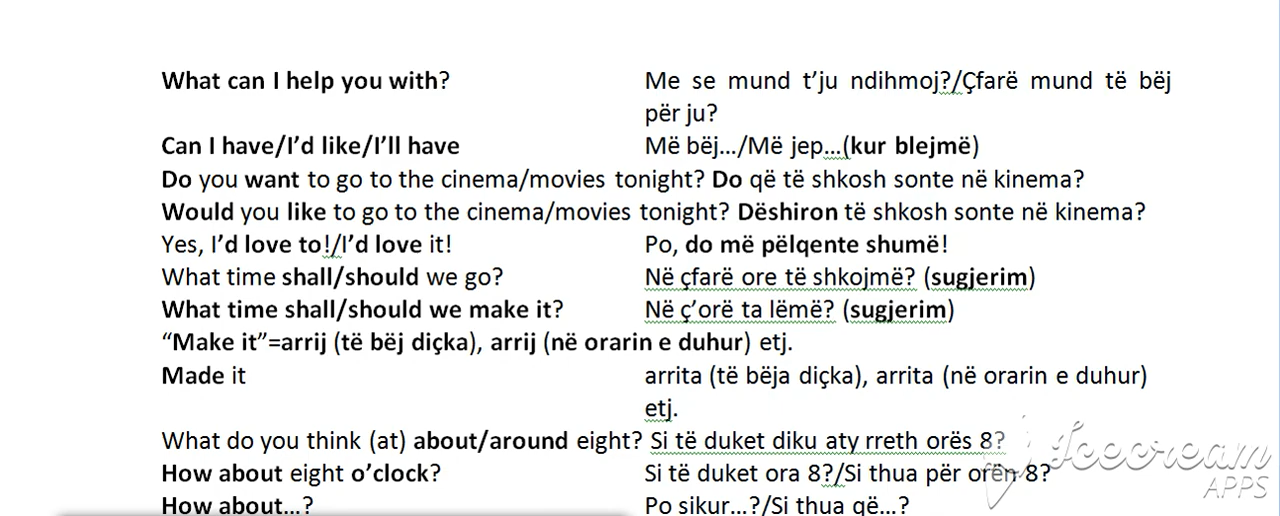 What can I help you with? Me se mund t’ju ndihmoj?/Çfarë mund të bëj
për ju?
Can I have/I’d like/I’ll have Më bëj…/Më jep…(kur blejmë)
Do you want to go to the cinema/movies tonight? Do që të shkosh sonte në kinema?
Would you like to go to the cinema/movies tonight? Dëshiron të shkosh sonte në kinema?
Yes, I’d love to!/I’d love it! Po, do më pëlqente shumë!
What time shall/should we go? Në çfarë ore të shkojmë? (sugjerim)
What time shall/should we make it? Në ç’orë ta lëmë? (sugjerim)
“Make it”=arrij (të bëj diçka), arrij (në orarin e duhur) etj.
Made it arrita (të bëja diçka), arrita (në orarin e duhur)
etj.
What do you think (at) about/around eight? Si të duket diku aty rreth orës 8?
How about eight o’clock? Si të duket ora 8?/Si thua për orën 8?
How about…? Po sikur…?/Si thua që…?
Icecream
APPS